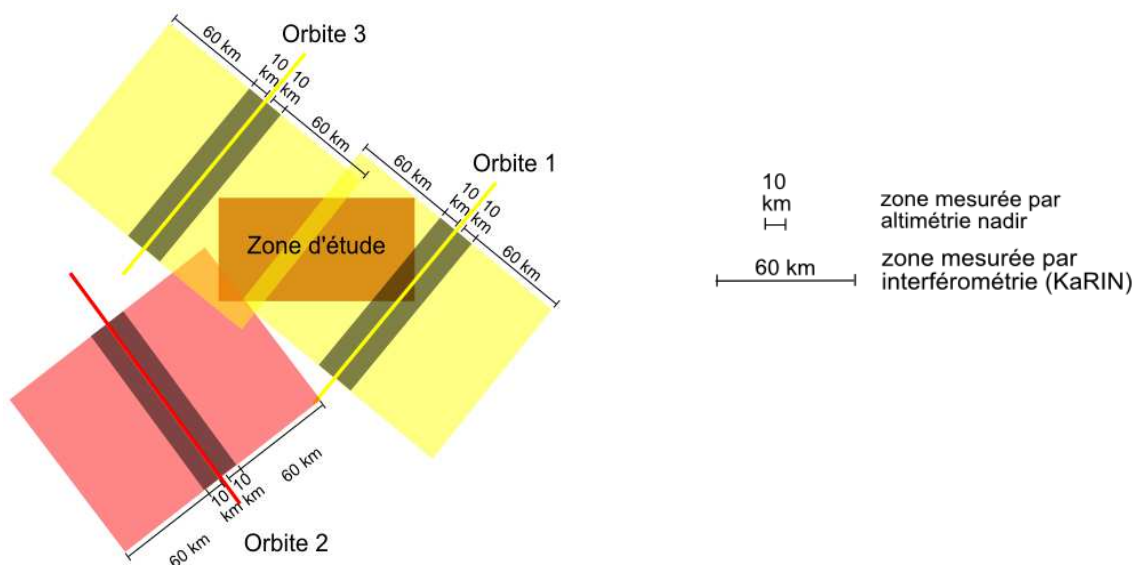 60 km
Orbite 3
10 10
km km
60 km
60 km
Orbite 1
10 10
km km
60 km
Zone d'étude
10
km
zone mesurée par
altimétrie nadir
60 km
zone mesurée par
interférométrie (KaRIN)
60 km
10 10
km km
60 km
Orbite 2